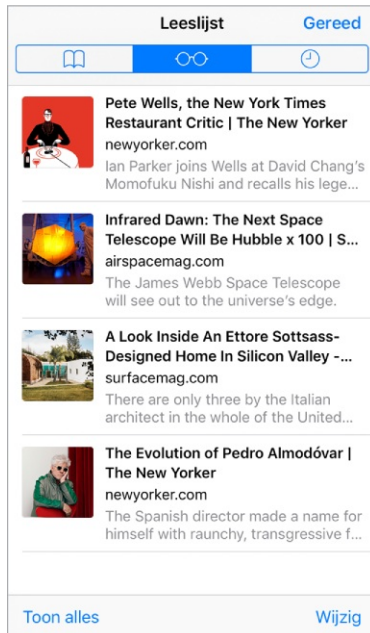 Leeslijst
Gereed
Pete Wells, the New York Times
Restaurant Critic | The New Yorker
newyorker.com
Ian Parker joins Wells at David Chang's
Momofuku Nishi and recalls his lege...
Infrared Dawn: The Next Space
Telescope Will Be Hubble x 100 | S...
airspacemag.com
The James Webb Space Telescope
will see out to the universe's edge.
A Look Inside An Ettore Sottsass-
Designed Home In Silicon Valley -...
surfacemag.com
There are only three by the Italian
architect in the whole of the United...
The Evolution of Pedro Almodóvar |
The New Yorker
newyorker.com
The Spanish director made a name for
himself with raunchy, transgressive f...
Toon alles
Wijzig